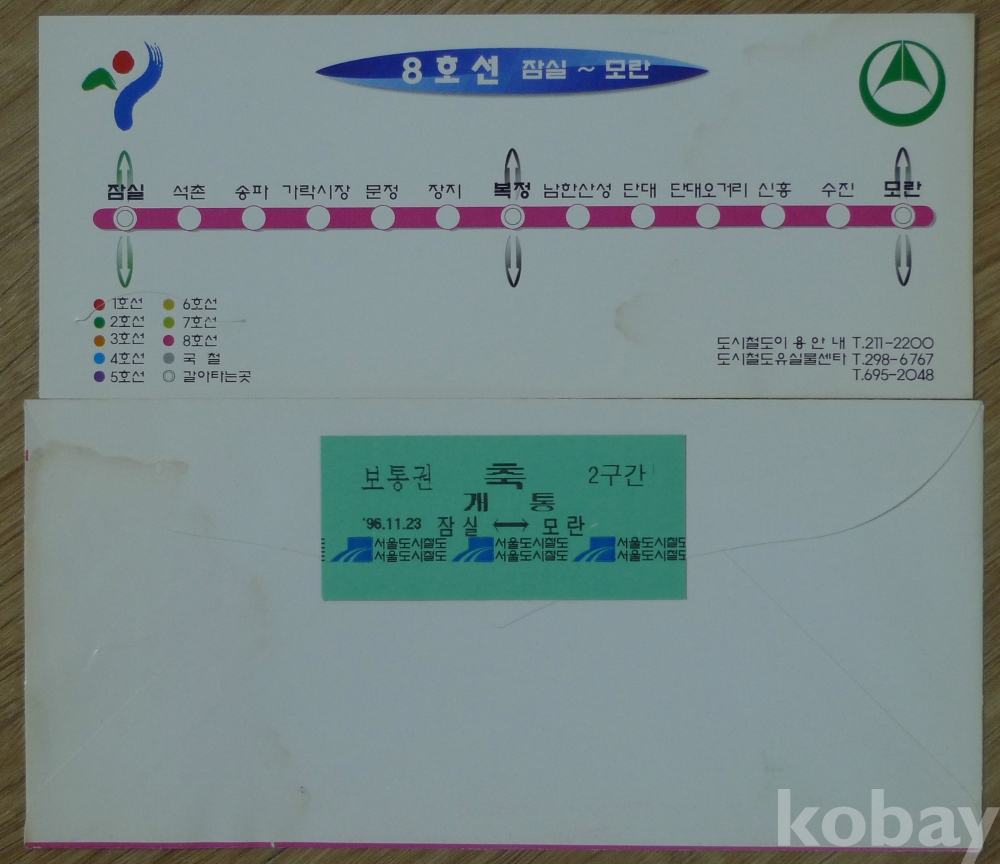 8호선 잠실 ~ 모란
잠실 석촌 송파 가락시장 문정 장지 복정 남한산성 단대 단대오거리 신흥 수진 모란
1호선 6호선
2호선 7호선
3호선 8호선
4호선 국 철
5호선 갈아타는곳
도시철도이용안내 T.211-2200
도시철도유실물센타 T.298-6767
T.695-2048
보통권 축 2구간
개 통
'96.11.23 잠실 ↔ 모란
서울도시철도 서울도시철도 서울도시철도
서울도시철도 서울도시철도 서울도시철도
kobay